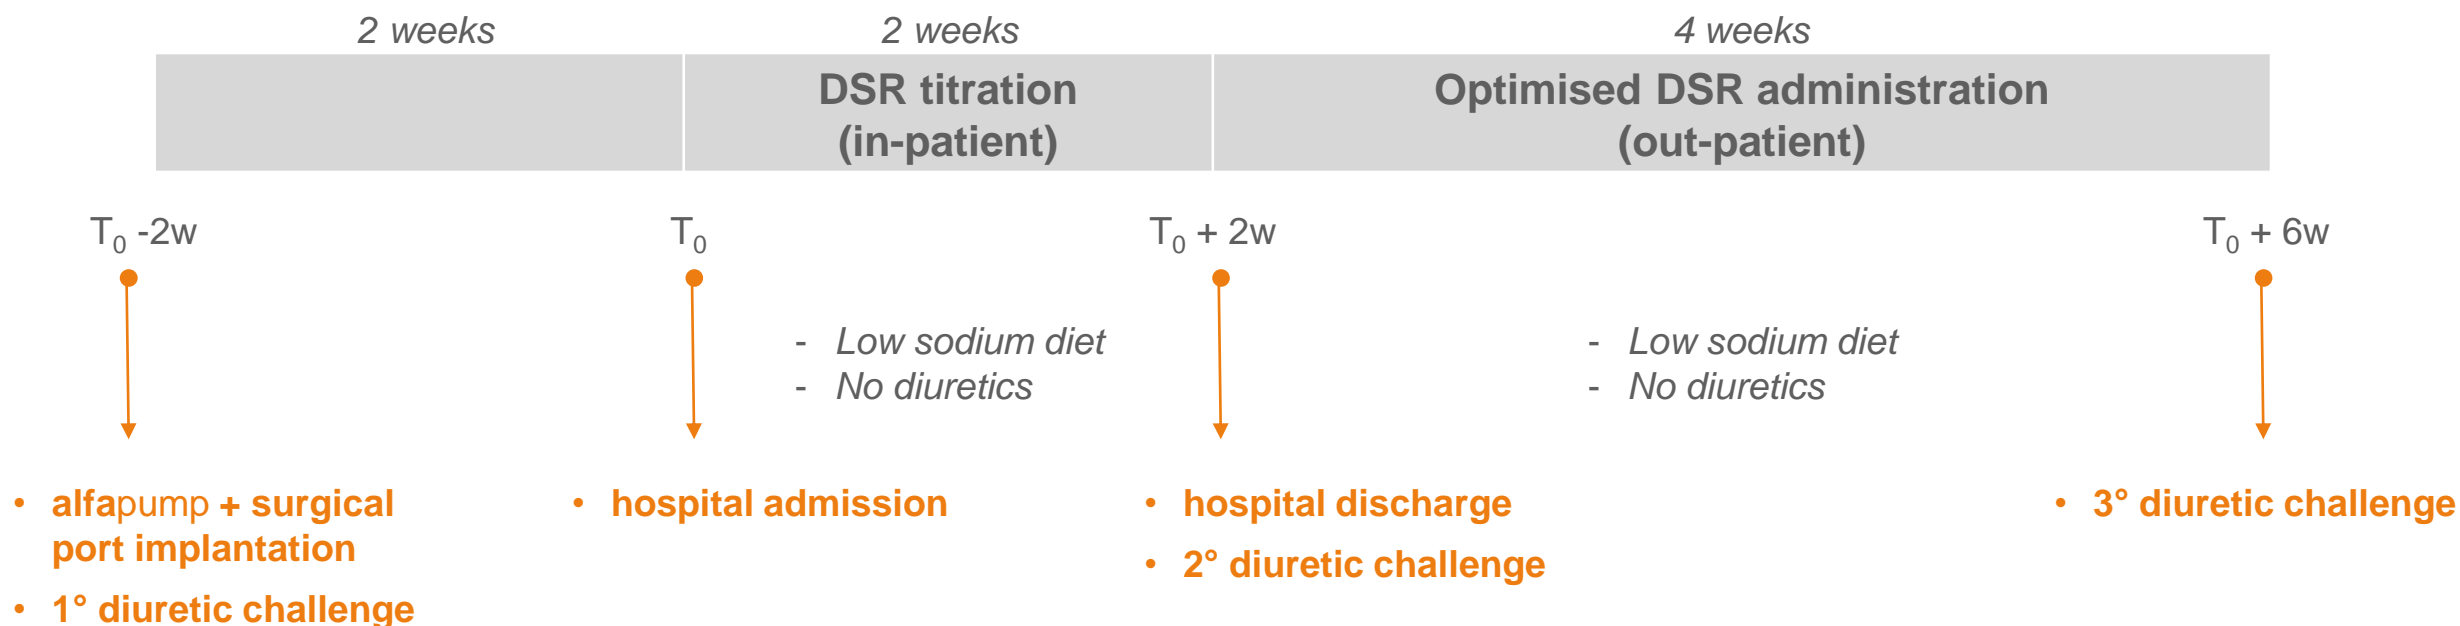 2 weeks
2 weeks
4 weeks
DSR titration
(in-patient)
Optimised DSR administration
(out-patient)
T0 -2w
T0
T0 + 2w
T0 + 6w
- Low sodium diet
- No diuretics
- Low sodium diet
- No diuretics
• alfapump + surgical
port implantation
• 1° diuretic challenge
• hospital admission
• hospital discharge
• 2° diuretic challenge
• 3° diuretic challenge